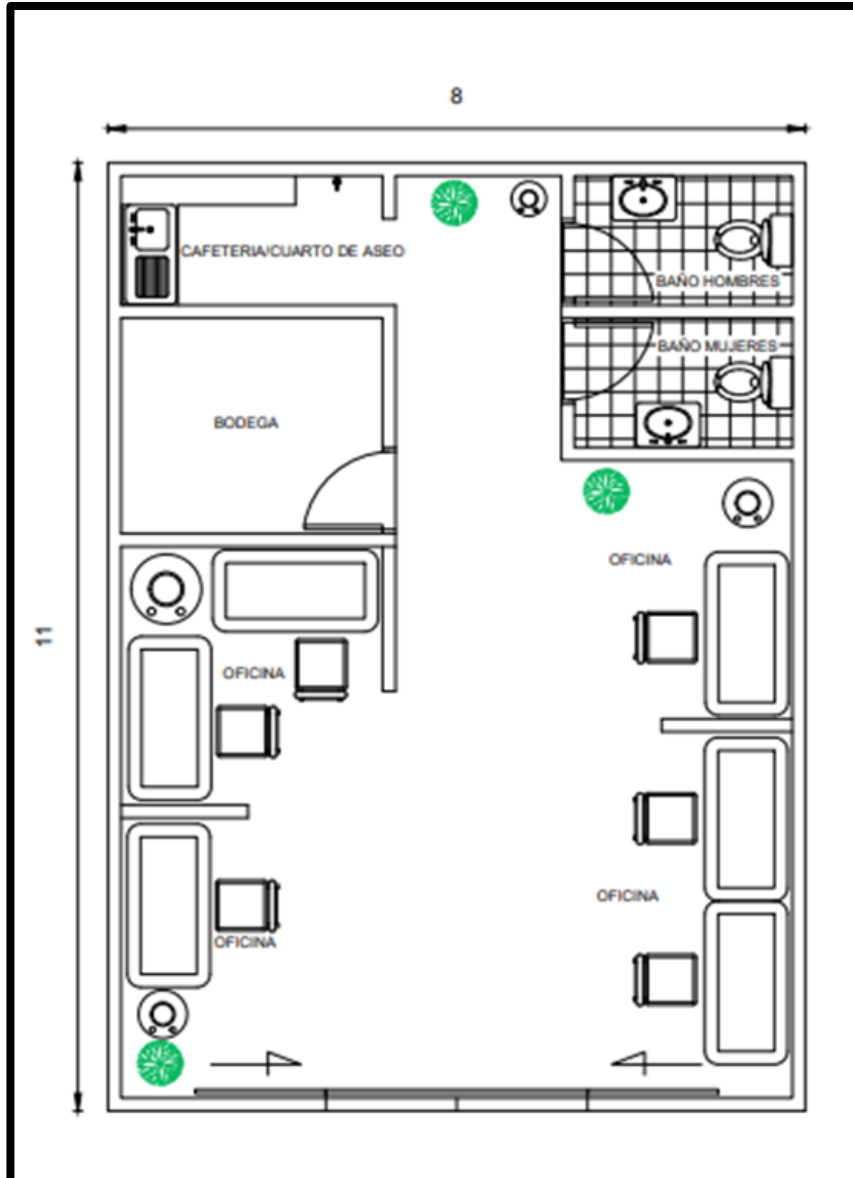 8
CAFETERIA/CUARTO DE ASEO
BAÑO HOMBRES
BAÑO MUJERES
BODEGA
OFICINA
11
OFICINA
OFICINA
OFICINA